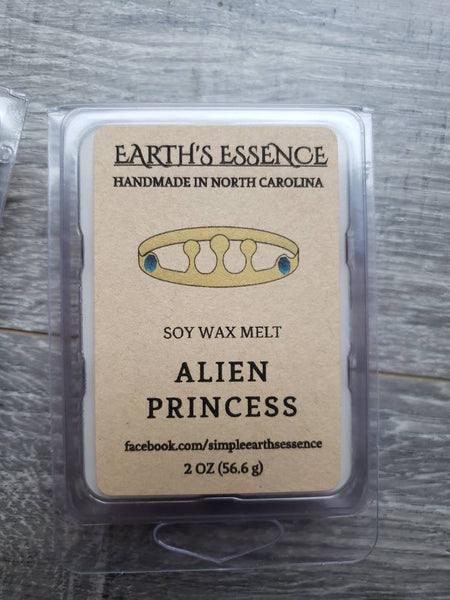 EARTH'S ESSENCE
HANDMADE IN NORTH CAROLINA
SOY WAX MELT
ALIEN
PRINCESS
facebook.com/simpleearthsessence
2 OZ (56.6 g)